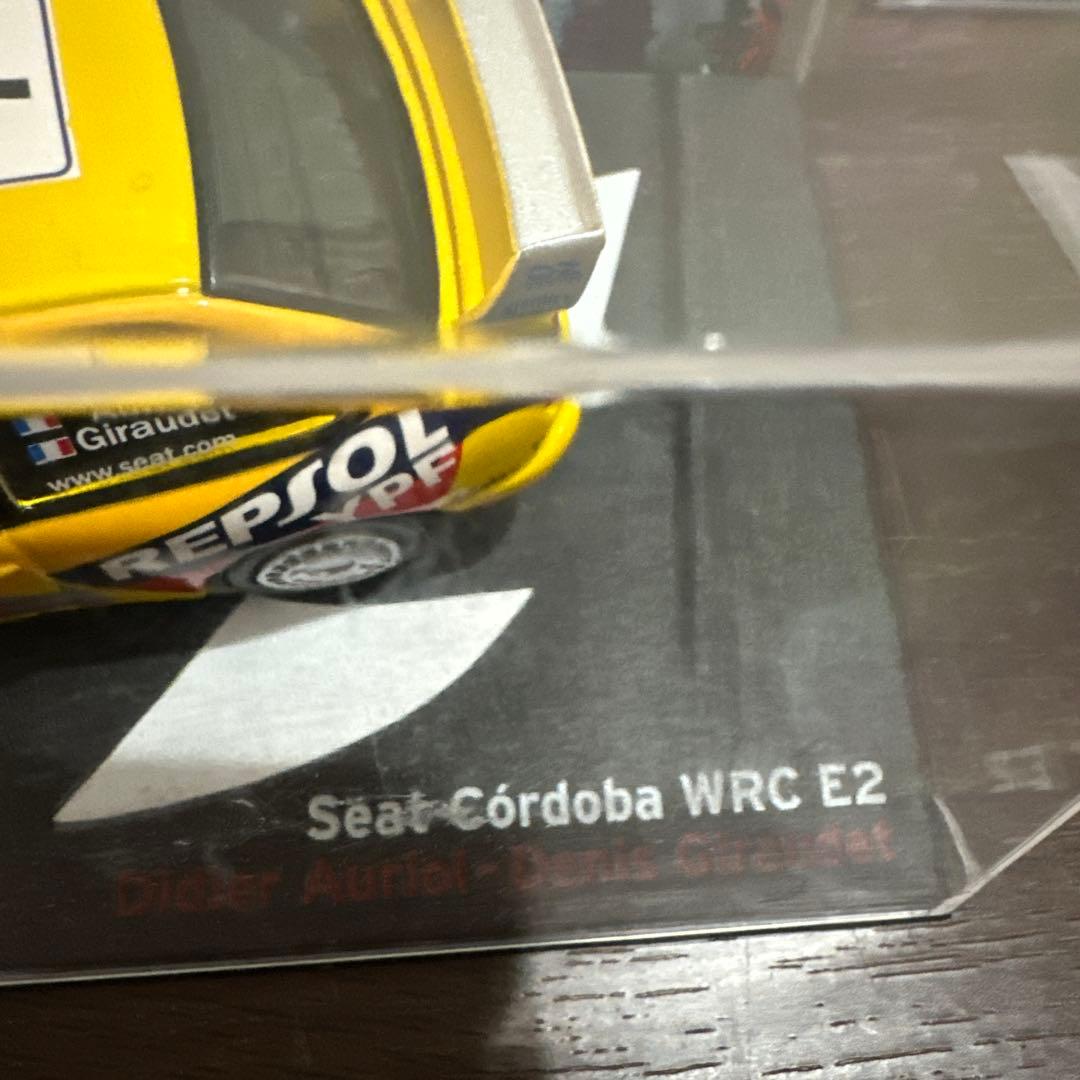 Giraudet
www.seat.com
REPSOL
YPF
Seat Córdoba WRC E2
Didier Auriol - Denis Giraudet